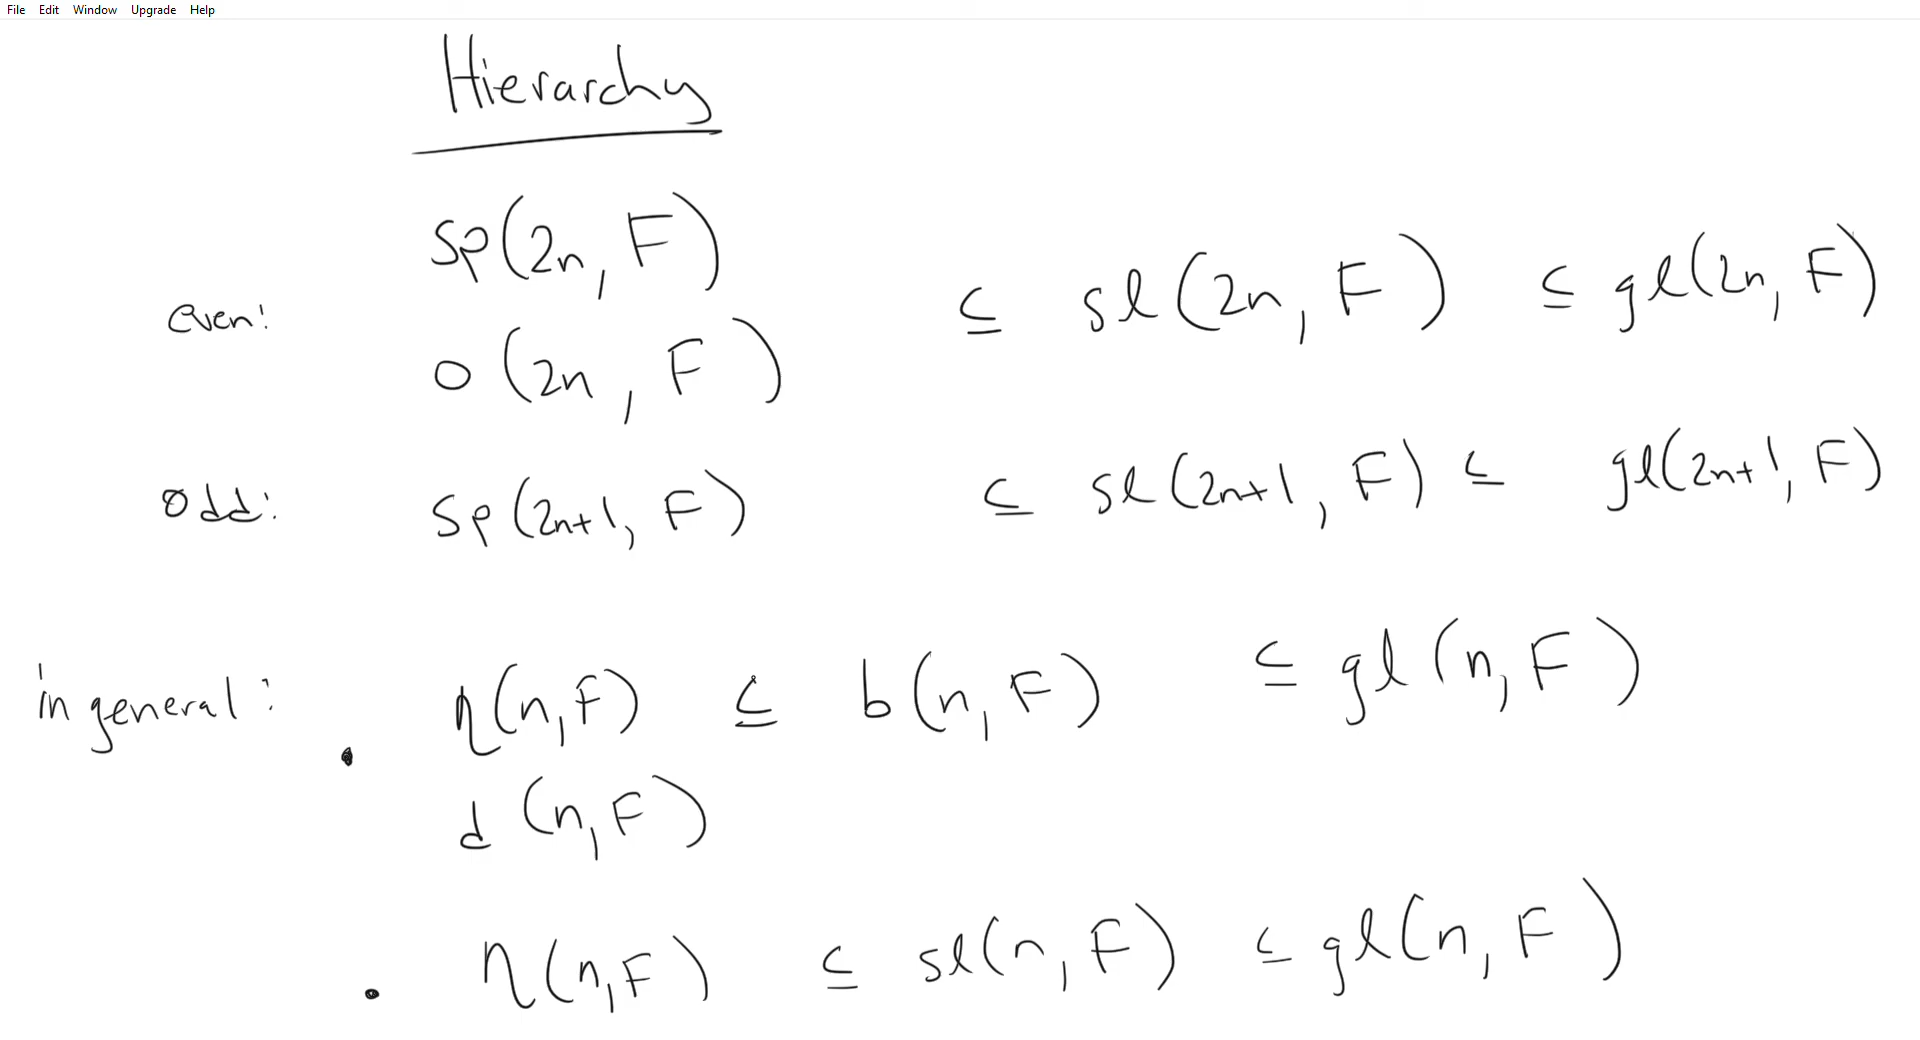 File Edit Window Upgrade Help
Hierarchy
sp(2n, F)
even: ⊆ sl(2n, F) ⊆ gl(2n, F)
o(2n, F)
odd: sp(2n+1, F) ⊆ sl(2n+1, F) ⊆ gl(2n+1, F)
in general: • η(n, F) ⊆ b(n, F) ⊆ gl(n, F)
d(n, F)
• η(n, F) ⊆ sl(n, F) ⊆ gl(n, F)